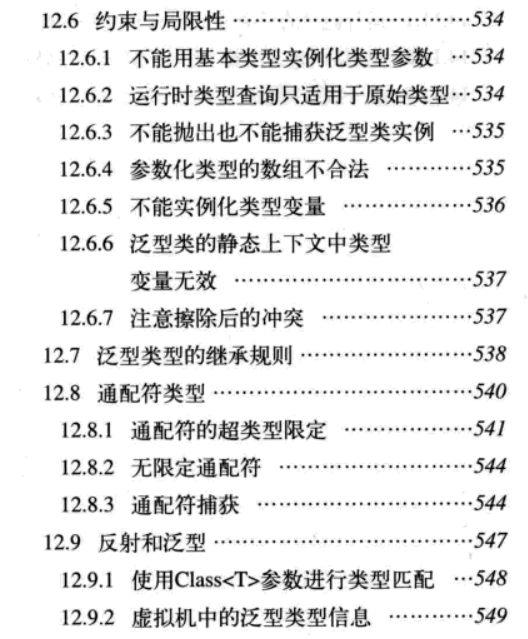 12.6 约束与局限性 ································534
12.6.1 不能用基本类型实例化类型参数 ···534
12.6.2 运行时类型查询只适用于原始类型···534
12.6.3 不能抛出也不能捕获泛型类实例 ···535
12.6.4 参数化类型的数组不合法 ············535
12.6.5 不能实例化类型变量 ··················536
12.6.6 泛型类的静态上下文中类型
变量无效 ·································537
12.6.7 注意擦除后的冲突 ·····················537
12.7 泛型类型的继承规则 ························538
12.8 通配符类型 ···································540
12.8.1 通配符的超类型限定 ··················541
12.8.2 无限定通配符 ···························544
12.8.3 通配符捕获 ······························544
12.9 反射和泛型 ···································547
12.9.1 使用Class<T>参数进行类型匹配 ···548
12.9.2 虚拟机中的泛型类型信息 ············549